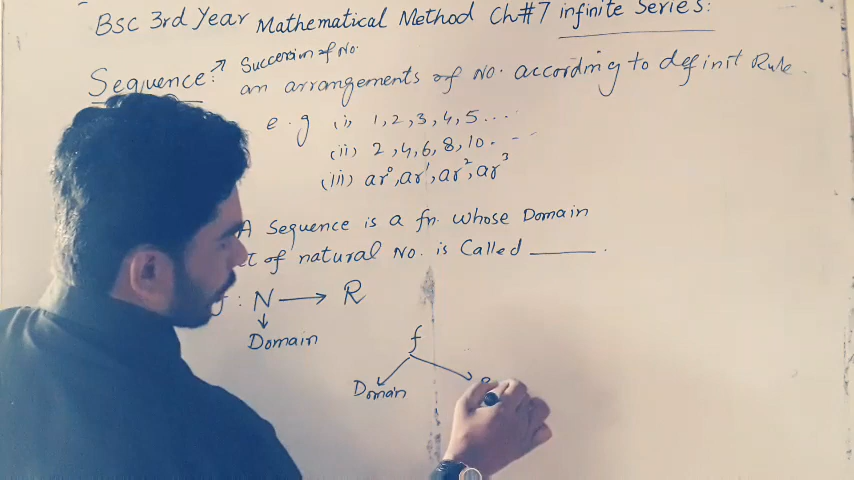 Bsc 3rd Year Mathematical Method Ch#7 infinite Series:
Sequence: Succession of No.
an arrangements of No. according to definit Rule.
e.g (i) 1,2,3,4,5....
(ii) 2,4,6,8,10. - -
(iii) ar⁰,ar¹,ar²,ar³
A Sequence is a fn. whose Domain
of natural No. is Called ______.
: N → R
Domain
f
Domain